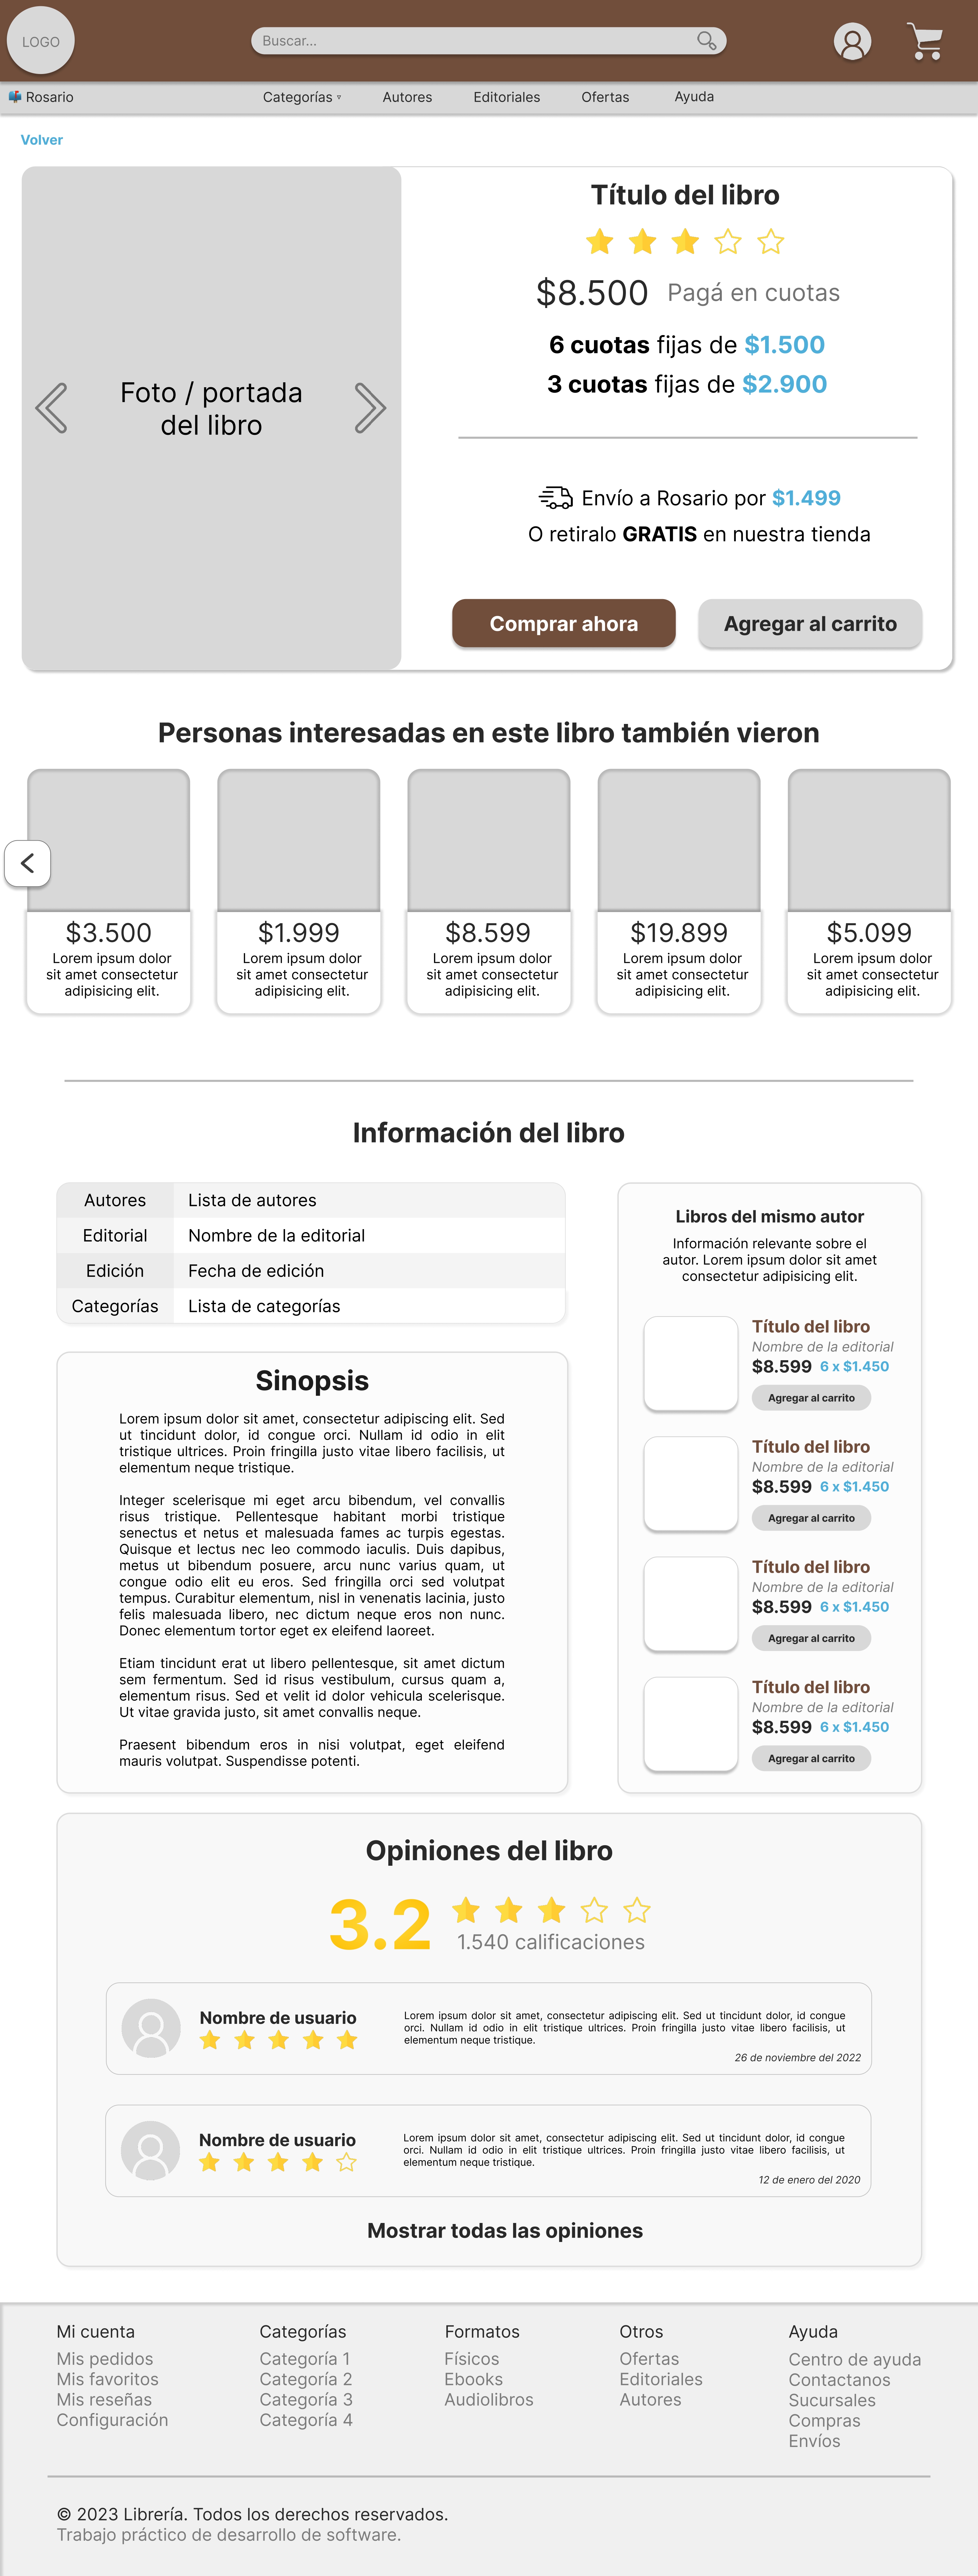 LOGO
Buscar...
Rosario
Categorías ▿ Autores Editoriales Ofertas Ayuda
Volver
Foto / portada
del libro
Título del libro
$8.500 Pagá en cuotas
6 cuotas fijas de $1.500
3 cuotas fijas de $2.900
Envío a Rosario por $1.499
O retiralo GRATIS en nuestra tienda
Comprar ahora
Agregar al carrito
Personas interesadas en este libro también vieron
$3.500
Lorem ipsum dolor
sit amet consectetur
adipisicing elit.
$1.999
Lorem ipsum dolor
sit amet consectetur
adipisicing elit.
$8.599
Lorem ipsum dolor
sit amet consectetur
adipisicing elit.
$19.899
Lorem ipsum dolor
sit amet consectetur
adipisicing elit.
$5.099
Lorem ipsum dolor
sit amet consectetur
adipisicing elit.
Información del libro
Autores Lista de autores
Editorial Nombre de la editorial
Edición Fecha de edición
Categorías Lista de categorías
Sinopsis
Lorem ipsum dolor sit amet, consectetur adipiscing elit. Sed
ut tincidunt dolor, id congue orci. Nullam id odio in elit
tristique ultrices. Proin fringilla justo vitae libero facilisis, ut
elementum neque tristique.
Integer scelerisque mi eget arcu bibendum, vel convallis
risus tristique. Pellentesque habitant morbi tristique
senectus et netus et malesuada fames ac turpis egestas.
Quisque et lectus nec leo commodo iaculis. Duis dapibus,
metus ut bibendum posuere, arcu nunc varius quam, ut
congue odio elit eu eros. Sed fringilla orci sed volutpat
tempus. Curabitur elementum, nisl in venenatis lacinia, justo
felis malesuada libero, nec dictum neque eros non nunc.
Donec elementum tortor eget ex eleifend laoreet.
Etiam tincidunt erat ut libero pellentesque, sit amet dictum
sem fermentum. Sed id risus vestibulum, cursus quam a,
elementum risus. Sed et velit id dolor vehicula scelerisque.
Ut vitae gravida justo, sit amet convallis neque.
Praesent bibendum eros in nisi volutpat, eget eleifend
mauris volutpat. Suspendisse potenti.
Libros del mismo autor
Información relevante sobre el
autor. Lorem ipsum dolor sit amet
consectetur adipisicing elit.
Título del libro
Nombre de la editorial
$8.599 6 x $1.450
Agregar al carrito
Título del libro
Nombre de la editorial
$8.599 6 x $1.450
Agregar al carrito
Título del libro
Nombre de la editorial
$8.599 6 x $1.450
Agregar al carrito
Título del libro
Nombre de la editorial
$8.599 6 x $1.450
Agregar al carrito
Opiniones del libro
3.2
1.540 calificaciones
Nombre de usuario
Lorem ipsum dolor sit amet, consectetur adipiscing elit. Sed ut tincidunt dolor, id congue
orci. Nullam id odio in elit tristique ultrices. Proin fringilla justo vitae libero facilisis, ut
elementum neque tristique.
26 de noviembre del 2022
Nombre de usuario
Lorem ipsum dolor sit amet, consectetur adipiscing elit. Sed ut tincidunt dolor, id congue
orci. Nullam id odio in elit tristique ultrices. Proin fringilla justo vitae libero facilisis, ut
elementum neque tristique.
12 de enero del 2020
Mostrar todas las opiniones
Mi cuenta
Mis pedidos
Mis favoritos
Mis reseñas
Configuración
Categorías
Categoría 1
Categoría 2
Categoría 3
Categoría 4
Formatos
Físicos
Ebooks
Audiolibros
Otros
Ofertas
Editoriales
Autores
Ayuda
Centro de ayuda
Contactanos
Sucursales
Compras
Envíos
© 2023 Librería. Todos los derechos reservados.
Trabajo práctico de desarrollo de software.